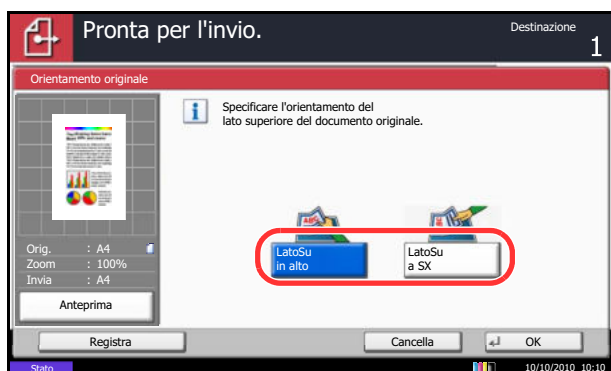 Pronta per l'invio.
Destinazione
1
Orientamento originale
Specificare l'orientamento del
lato superiore del documento originale.
Orig. : A4
Zoom : 100%
Invia : A4
Anteprima
LatoSu
in alto
LatoSu
a SX
Registra
Cancella
OK
Stato
10/10/2010 10:10